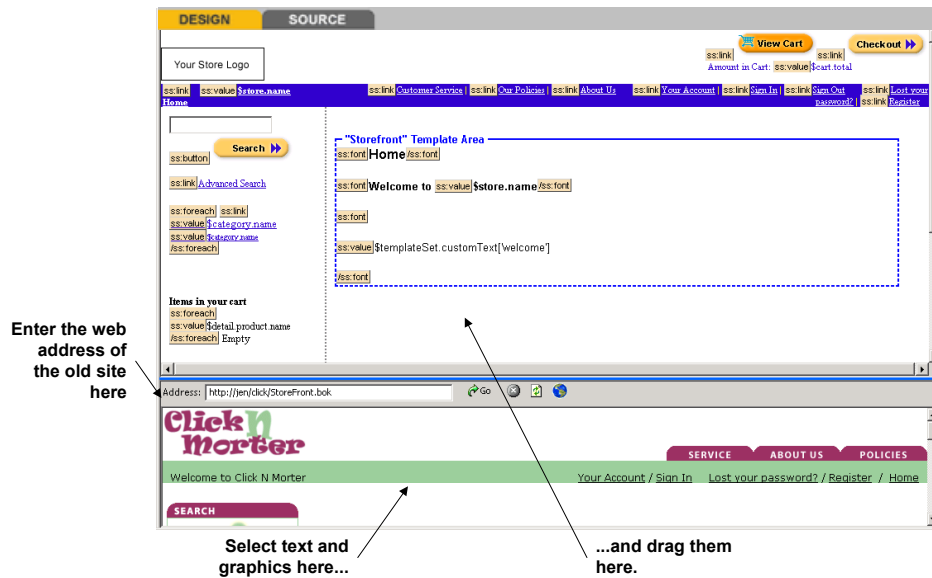 DESIGN SOURCE
View Cart Checkout
ss:link ss:link
Your Store Logo
Amount in Cart: ss:value $cart.total
ss:link ss:value $store.name ss:link Customer Service | ss:link Our Policies | ss:link About Us ss:link Your Account | ss:link Sign In | ss:link Sign Out ss:link Lost your
Home password? | ss:link Register
Search
ss:button
ss:link Advanced Search
ss:foreach ss:link
ss:value $category.name
ss:value $category.name
/ss:foreach
Items in your cart
ss:foreach
ss:value $detail.product.name
/ss:foreach Empty
"Storefront" Template Area
ss:font Home /ss:font
ss:font Welcome to ss:value $store.name /ss:font
ss:font
ss:value $templateSet.customText['welcome']
/ss:font
Enter the web
address of
the old site
here
Address: http://jen/click/StoreFront.bok Go
Click N
Morter
SERVICE ABOUT US POLICIES
Welcome to Click N Morter Your Account / Sign In Lost your password? / Register / Home
SEARCH
Select text and
graphics here...
...and drag them
here.